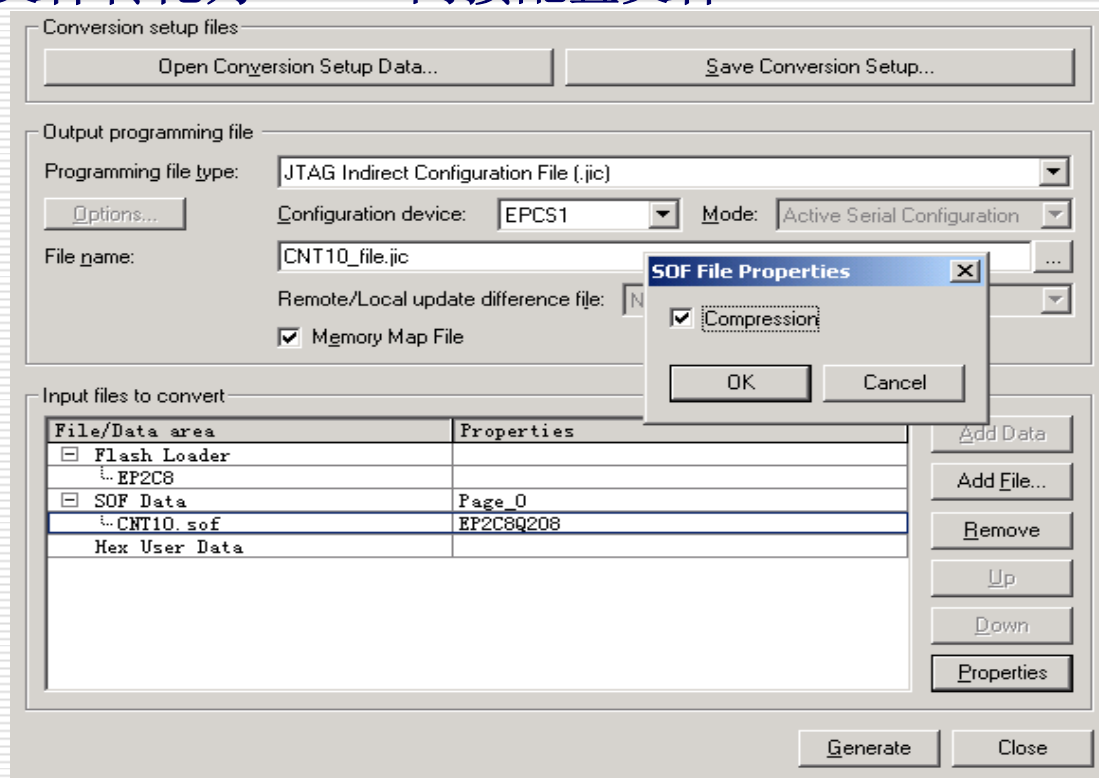 Conversion setup files
Open Conversion Setup Data...
Save Conversion Setup...
Output programming file
Programming file type:
JTAG Indirect Configuration File (.jic)
Options...
Configuration device:
EPCS1
Mode:
Active Serial Configuration
File name:
CNT10_file.jic
...
Remote/Local update difference file:
Memory Map File
SOF File Properties
Compression
OK
Cancel
Input files to convert
File/Data area
Properties
Flash Loader
EP2C8
SOF Data
Page_0
CNT10.sof
EP2C8Q208
Hex User Data
Add Data
Add File...
Remove
Up
Down
Properties
Generate
Close